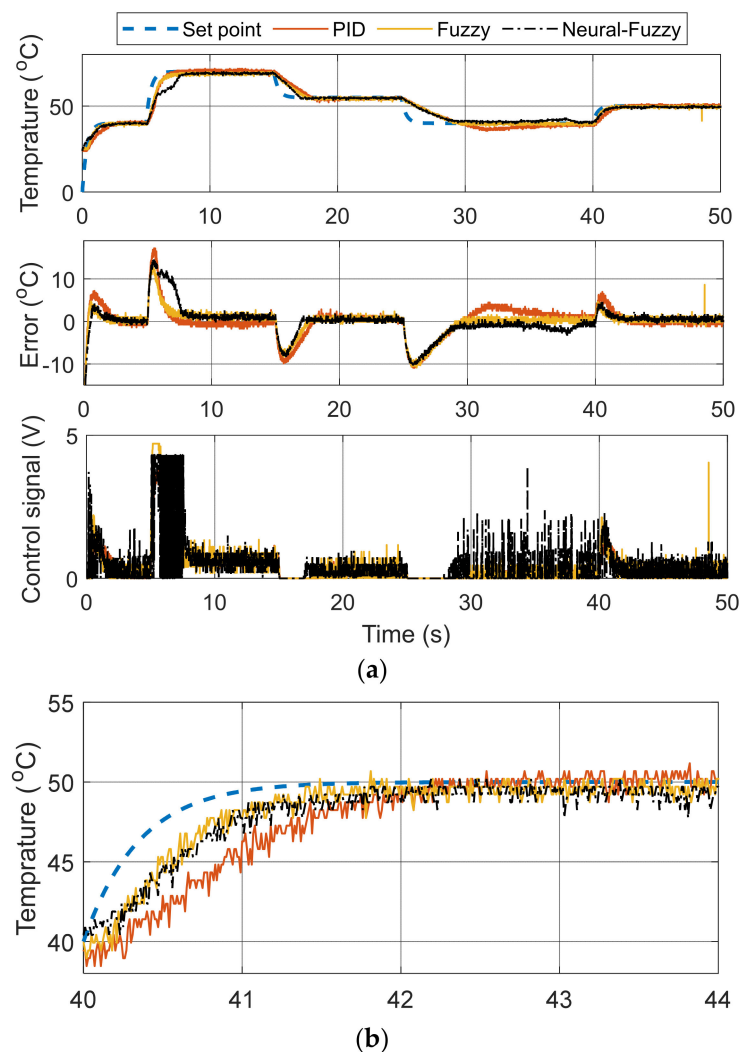 (a)
Set point PID Fuzzy Neural-Fuzzy
Temprature (°C)
50
0
0 10 20 30 40 50
Error (°C)
10
0
-10
0 10 20 30 40 50
Control signal (V)
5
0
0 10 20 30 40 50
Time (s)
(a)
Temprature (°C)
55
50
45
40
40 41 42 43 44
(b)